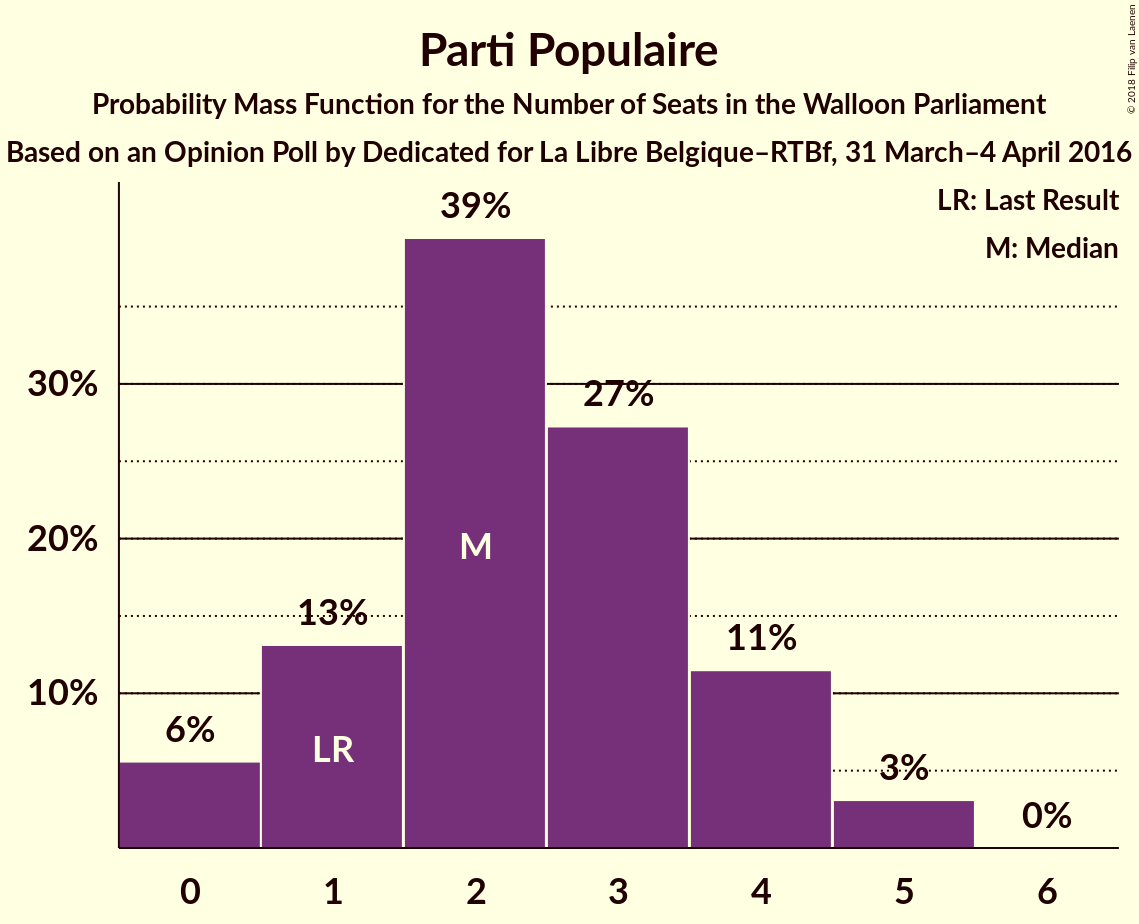 Parti Populaire
Probability Mass Function for the Number of Seats in the Walloon Parliament
Based on an Opinion Poll by Dedicated for La Libre Belgique–RTBf, 31 March–4 April 2016
© 2018 Filip van Laenen
LR: Last Result
M: Median
39%
30%
27%
20%
M
13%
11%
10%
6%
LR
3%
0%
0 1 2 3 4 5 6